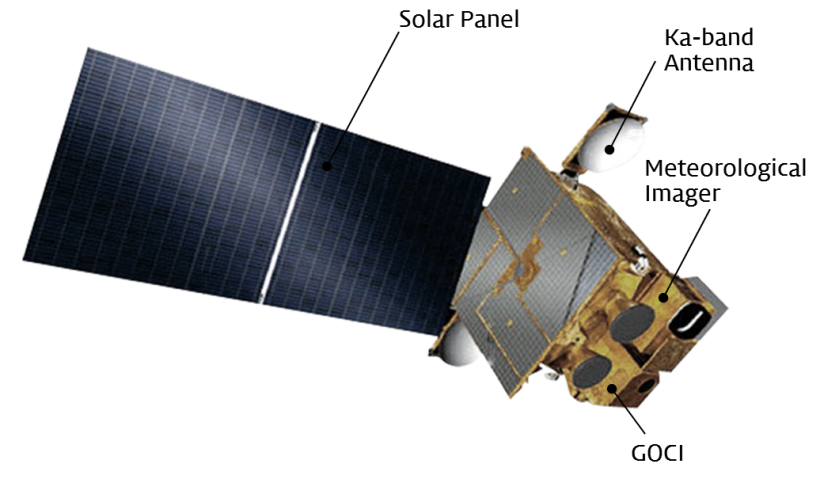 Solar Panel
Ka-band
Antenna
Meteorological
Imager
GOCI